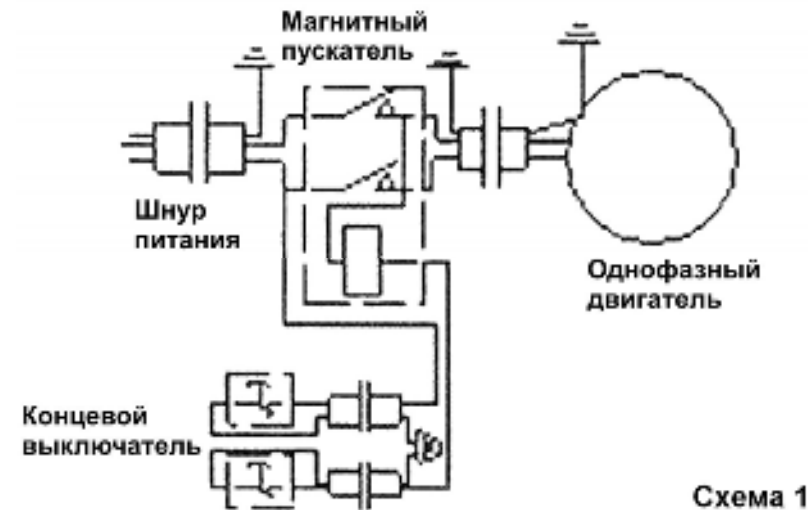 Магнитный
пускатель
Шнур
питания
Однофазный
двигатель
Концевой
выключатель
Схема 1